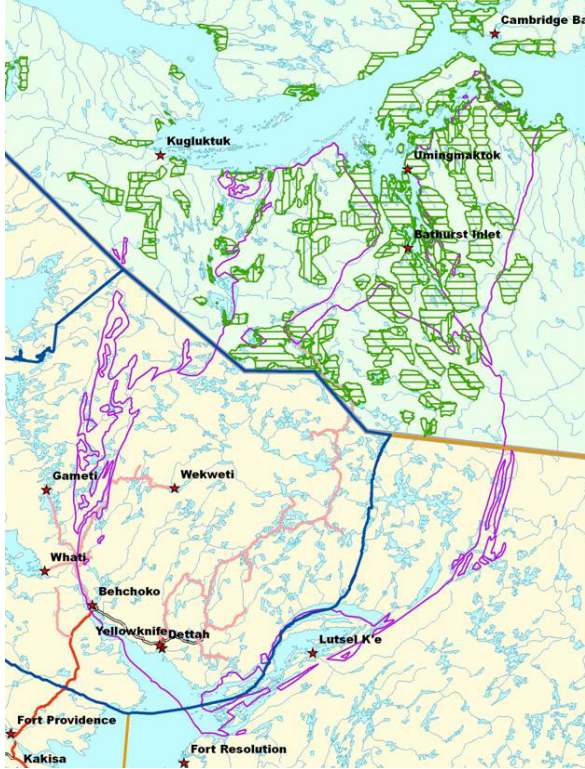 Cambridge Ba
Kugluktuk
Umingmaktok
Bathurst Inlet
Gameti
Wekweti
Whati
Behchoko
Yellowknife
Dettah
Lutsel K'e
Fort Providence
Fort Resolution
Kakisa